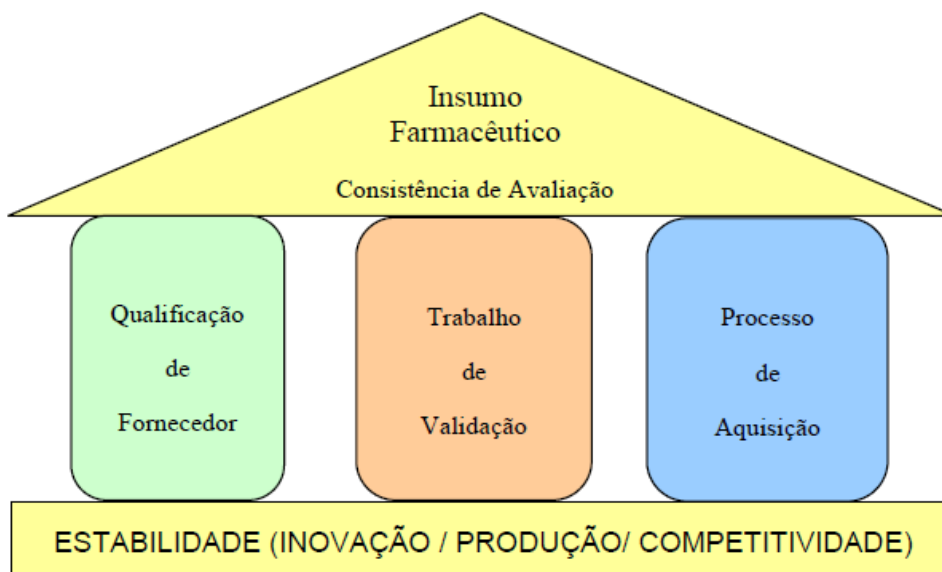 Insumo
Farmacêutico
Consistência de Avaliação
Qualificação
de
Fornecedor
Trabalho
de
Validação
Processo
de
Aquisição
ESTABILIDADE (INOVAÇÃO / PRODUÇÃO/ COMPETITIVIDADE)